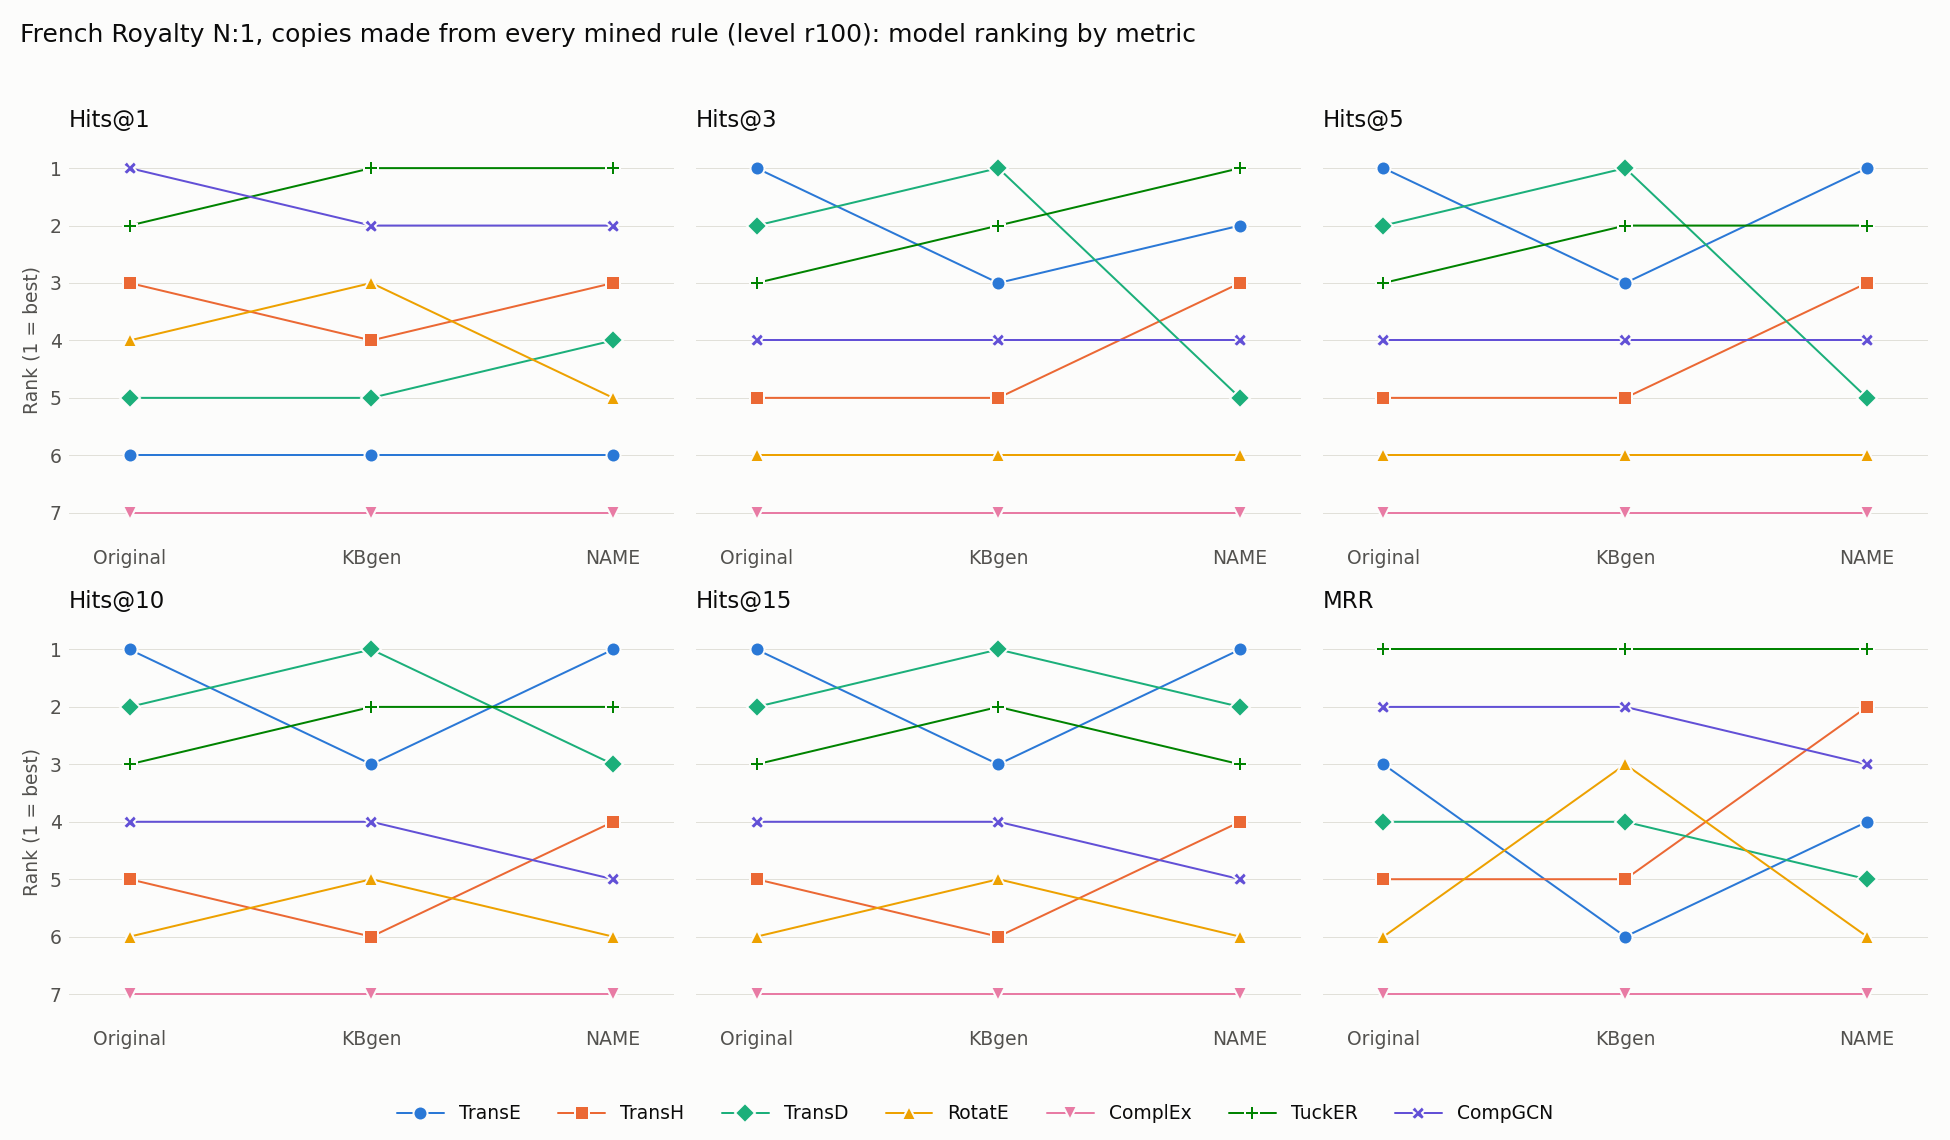 French Royalty N:1, copies made from every mined rule (level r100): model ranking by metric
Hits@1
Hits@3
Hits@5
Rank (1 = best)
1
2
3
4
5
6
7
Original KBgen NAME
Original KBgen NAME
Original KBgen NAME
Hits@10
Hits@15
MRR
Rank (1 = best)
1
2
3
4
5
6
7
Original KBgen NAME
Original KBgen NAME
Original KBgen NAME
TransE TransH TransD RotatE ComplEx TuckER CompGCN